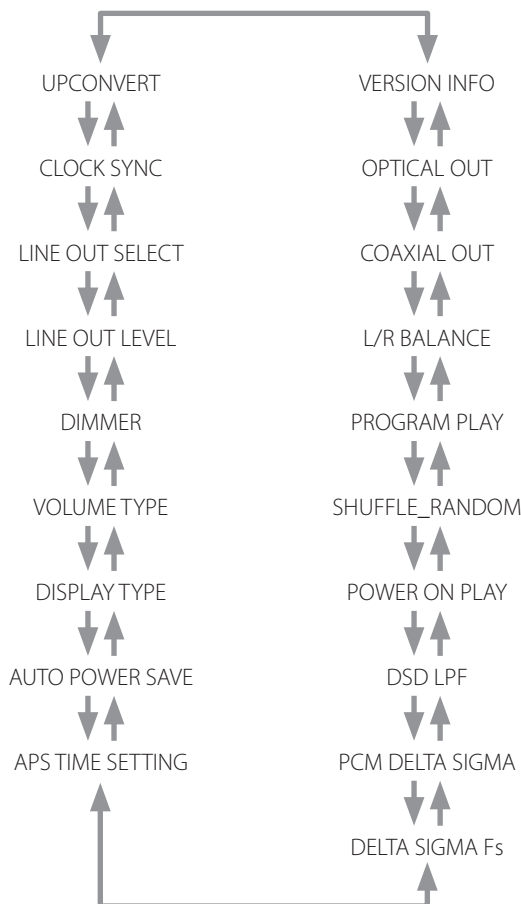 UPCONVERT
CLOCK SYNC
LINE OUT SELECT
LINE OUT LEVEL
DIMMER
VOLUME TYPE
DISPLAY TYPE
AUTO POWER SAVE
APS TIME SETTING
VERSION INFO
OPTICAL OUT
COAXIAL OUT
L/R BALANCE
PROGRAM PLAY
SHUFFLE_RANDOM
POWER ON PLAY
DSD LPF
PCM DELTA SIGMA
DELTA SIGMA Fs